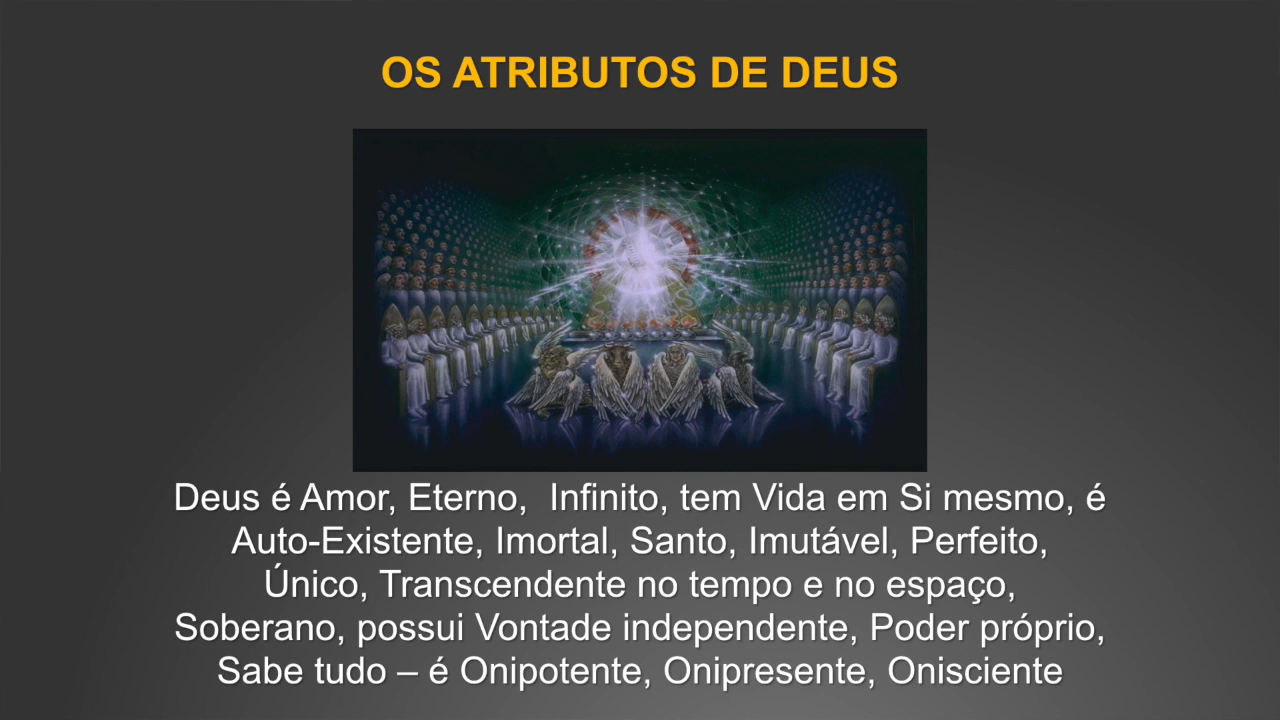 OS ATRIBUTOS DE DEUS
Deus é Amor, Eterno,  Infinito, tem Vida em Si mesmo, é
Auto-Existente, Imortal, Santo, Imutável, Perfeito,
Único, Transcendente no tempo e no espaço,
Soberano, possui Vontade independente, Poder próprio,
Sabe tudo – é Onipotente, Onipresente, Onisciente